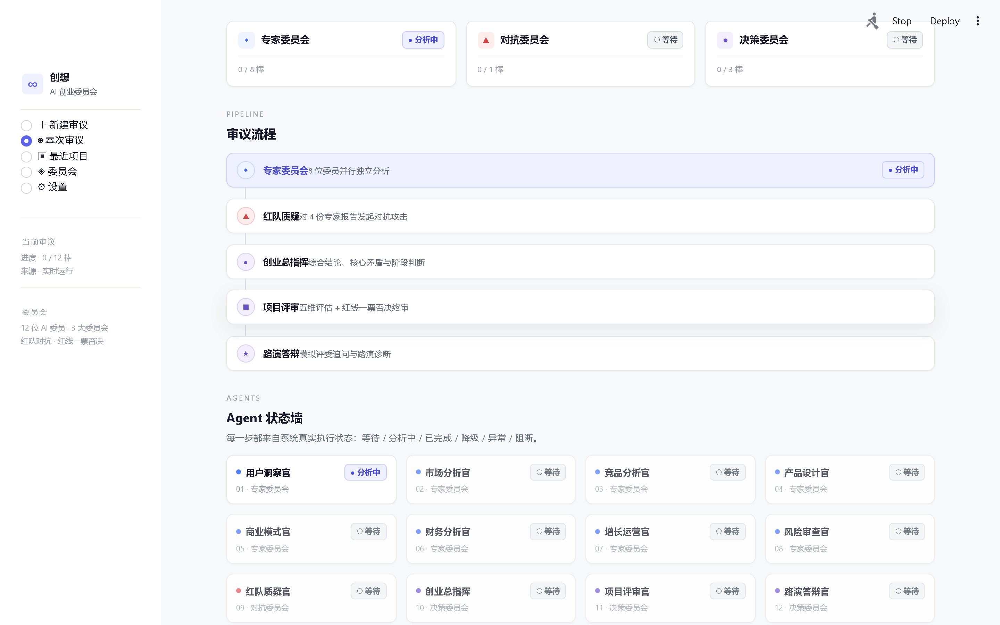 创想
AI 创业委员会
＋ 新建审议
◉ 本次审议
▣ 最近项目
◈ 委员会
⚙ 设置
当前审议
进度 · 0 / 12 棒
来源 · 实时运行
委员会
12 位 AI 委员 · 3 大委员会
红队对抗 · 红线一票否决
Stop
Deploy
专家委员会
● 分析中
0 / 8 棒
对抗委员会
○ 等待
0 / 1 棒
决策委员会
○ 等待
0 / 3 棒
PIPELINE
审议流程
专家委员会8 位委员并行独立分析
● 分析中
红队质疑对 4 份专家报告发起对抗攻击
创业总指挥综合结论、核心矛盾与阶段判断
项目评审五维评估 + 红线一票否决终审
路演答辩模拟评委追问与路演诊断
AGENTS
Agent 状态墙
每一步都来自系统真实执行状态：等待 / 分析中 / 已完成 / 降级 / 异常 / 阻断。
用户洞察官
● 分析中
01 · 专家委员会
市场分析官
○ 等待
02 · 专家委员会
竞品分析官
○ 等待
03 · 专家委员会
产品设计官
○ 等待
04 · 专家委员会
商业模式官
○ 等待
05 · 专家委员会
财务分析官
○ 等待
06 · 专家委员会
增长运营官
○ 等待
07 · 专家委员会
风险审查官
○ 等待
08 · 专家委员会
红队质疑官
○ 等待
09 · 对抗委员会
创业总指挥
○ 等待
10 · 决策委员会
项目评审官
○ 等待
11 · 决策委员会
路演答辩官
○ 等待
12 · 决策委员会